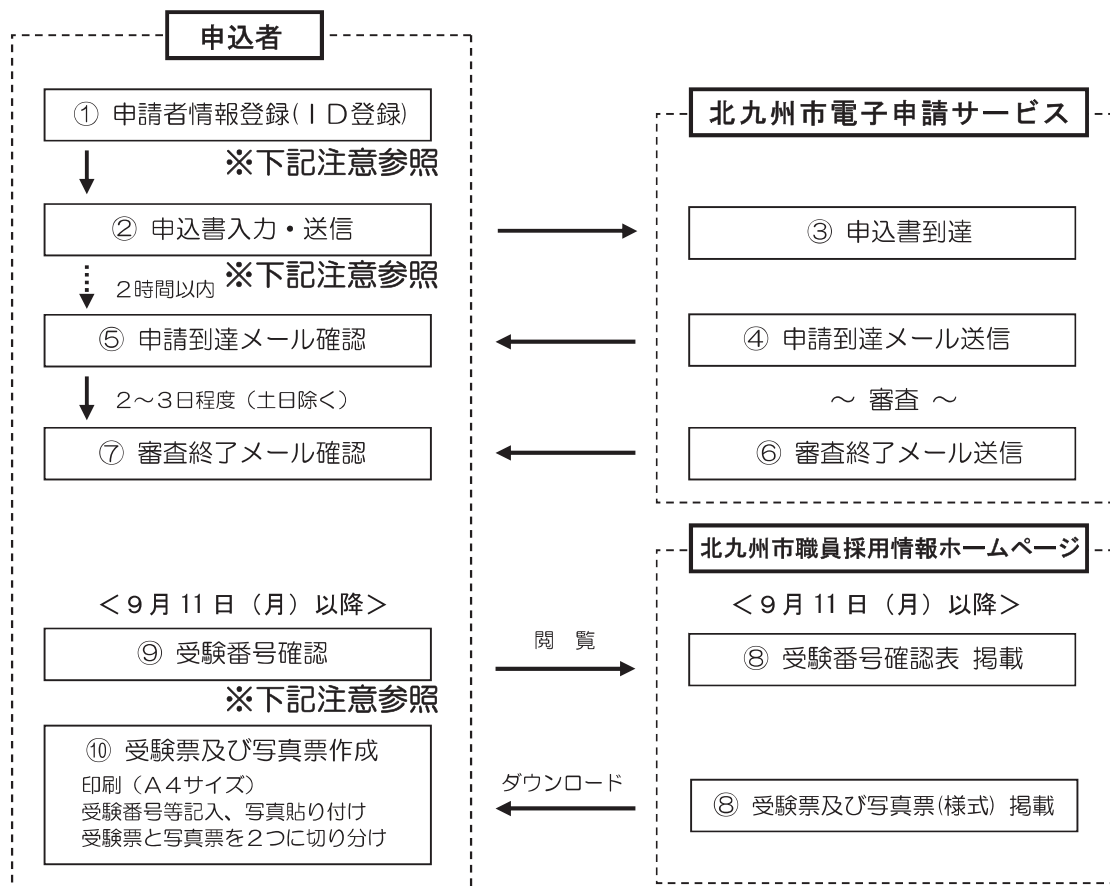 申込者
① 申請者情報登録(ＩＤ登録)
※下記注意参照
② 申込書入力・送信
※下記注意参照
２時間以内
⑤ 申請到達メール確認
２～３日程度（土日除く）
⑦ 審査終了メール確認
＜９月11日（月）以降＞
⑨ 受験番号確認
※下記注意参照
⑩ 受験票及び写真票作成
印刷（Ａ４サイズ）
受験番号等記入、写真貼り付け
受験票と写真票を２つに切り分け
閲 覧
ダウンロード
北九州市電子申請サービス
③ 申込書到達
④ 申請到達メール送信
～ 審査 ～
⑥ 審査終了メール送信
北九州市職員採用情報ホームページ
＜９月11日（月）以降＞
⑧ 受験番号確認表 掲載
⑧ 受験票及び写真票(様式) 掲載